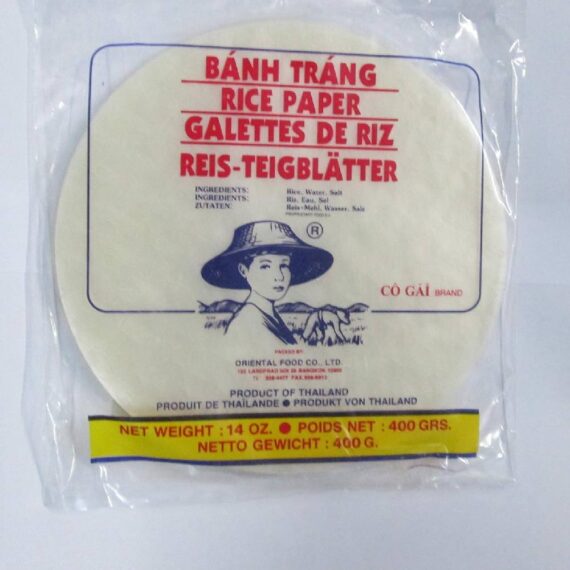 BÁNH TRÁNG
RICE PAPER
GALETTES DE RIZ
REIS-TEIGBLÄTTER
INGREDIENTS: Rice, Water, Salt
INGREDIENTS: Riz, Eau, Sel
ZUTATEN: Reis-Mehl, Wasser, Salz
®
CÔ GÁI BRAND
PACKED BY:
ORIENTAL FOOD CO., LTD.
PRODUCT OF THAILAND
PRODUIT DE THAÏLANDE ● PRODUKT VON THAILAND
NET WEIGHT : 14 OZ. ● POIDS NET : 400 GRS.
NETTO GEWICHT : 400 G.